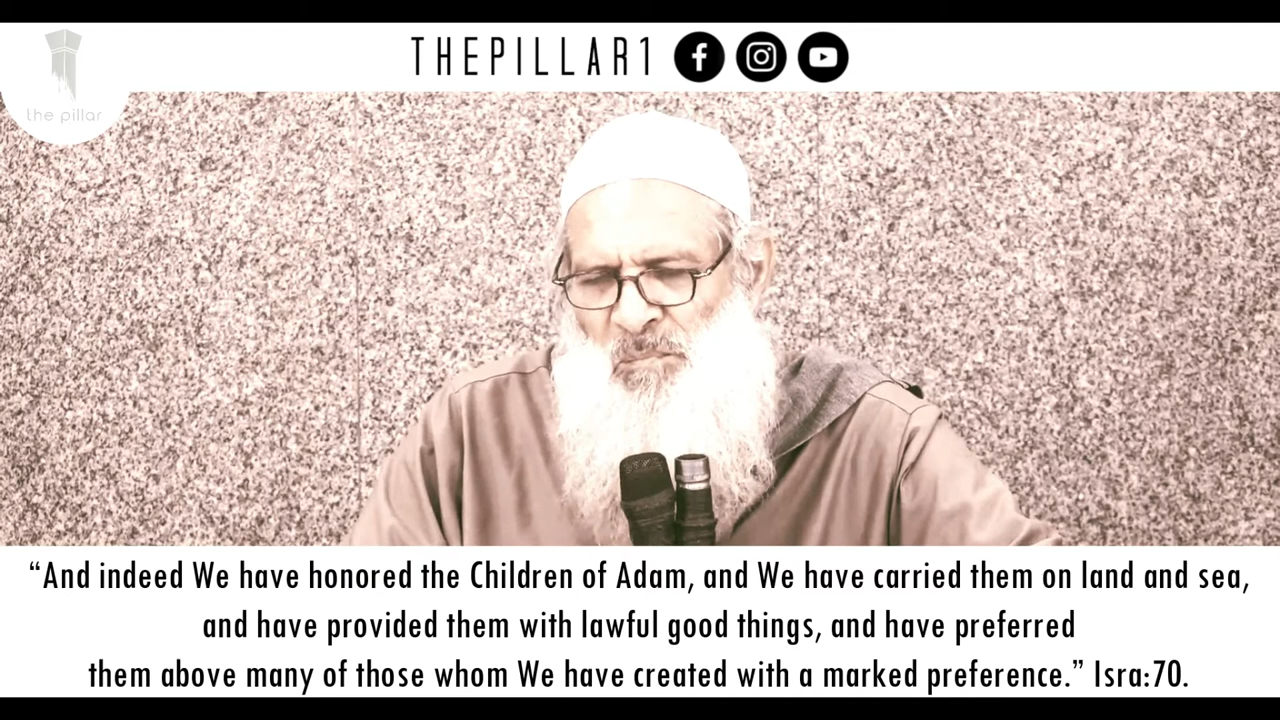 THEPILLAR1
the pillar
“And indeed We have honored the Children of Adam, and We have carried them on land and sea,
and have provided them with lawful good things, and have preferred
them above many of those whom We have created with a marked preference.” Isra:70.